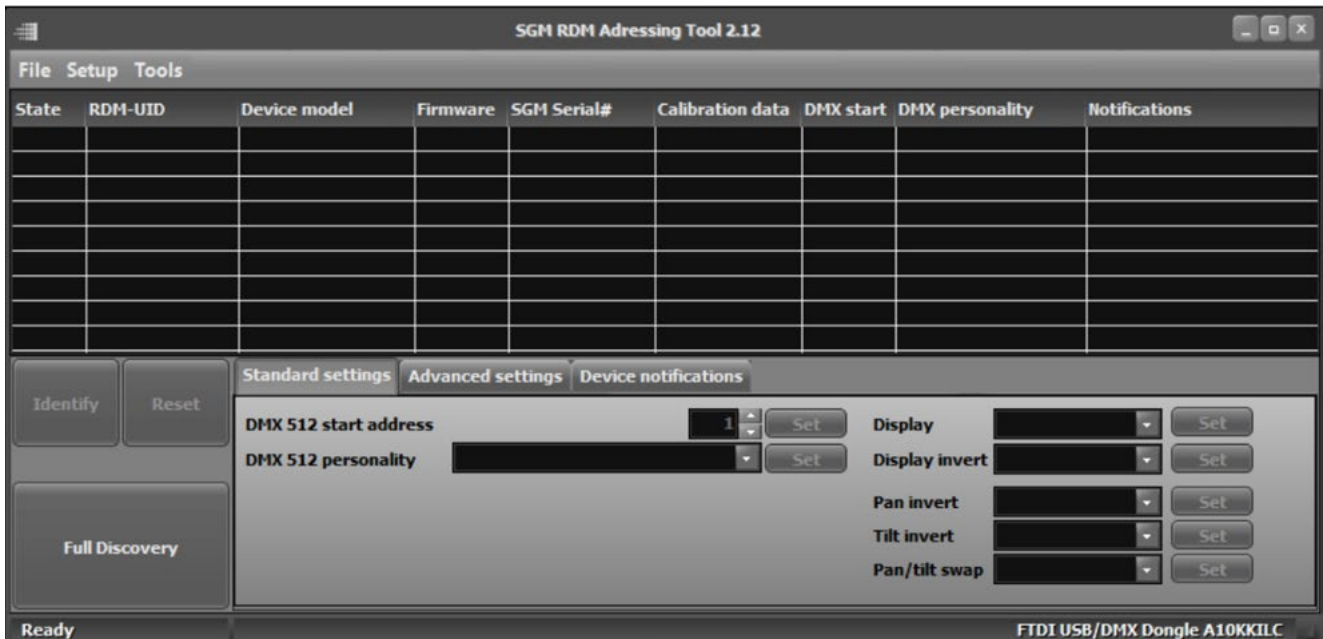 SGM RDM Adressing Tool 2.12
File Setup Tools
State RDM-UID Device model Firmware SGM Serial# Calibration data DMX start DMX personality Notifications
Standard settings Advanced settings Device notifications
Identify Reset
DMX 512 start address 1 Set Display Set
DMX 512 personality Set Display invert Set
Pan invert Set
Full Discovery Tilt invert Set
Pan/tilt swap Set
Ready FTDI USB/DMX Dongle A10KKILC